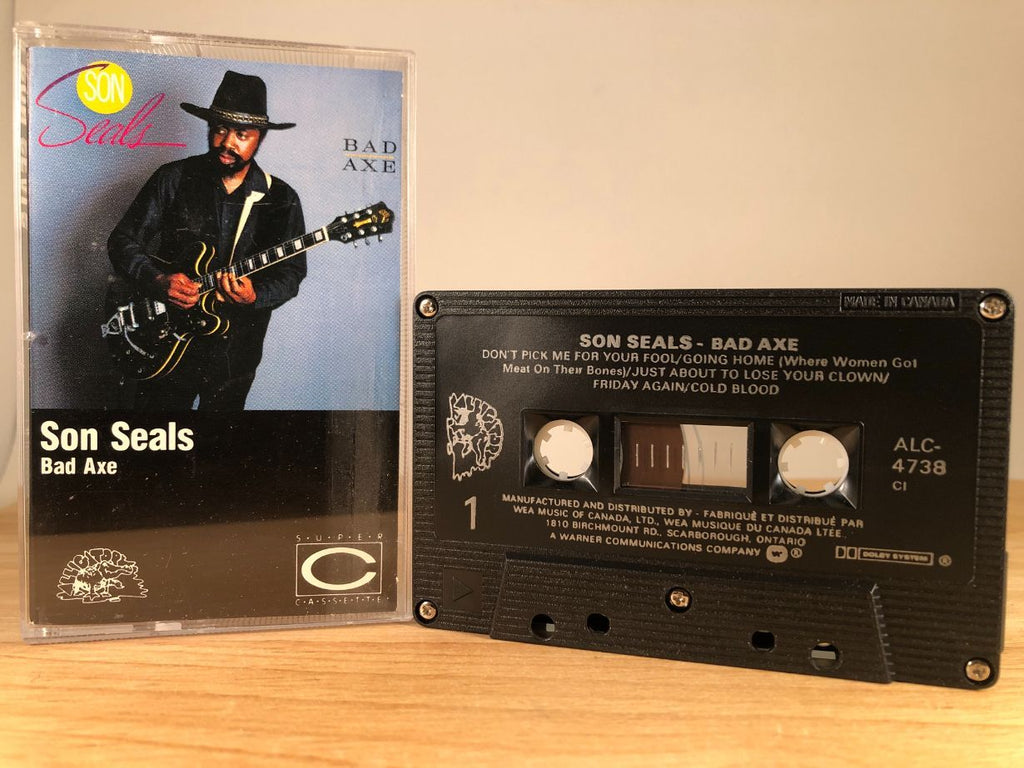 SON
Seals
BAD
AXE
Son Seals
Bad Axe
ALLIGATOR
SUPER
C
CASSETTE
MADE IN CANADA
SON SEALS - BAD AXE
DON'T PICK ME FOR YOUR FOOL/GOING HOME (Where Women Got
Meat On Their Bones)/JUST ABOUT TO LOSE YOUR CLOWN/
FRIDAY AGAIN/COLD BLOOD
ALLIGATOR
ALC-
4738
CI
1
MANUFACTURED AND DISTRIBUTED BY - FABRIQUÉ ET DISTRIBUÉ PAR
WEA MUSIC OF CANADA, LTD., WEA MUSIQUE DU CANADA LTÉE.
1810 BIRCHMOUNT RD., SCARBOROUGH, ONTARIO
A WARNER COMMUNICATIONS COMPANY ®
DOLBY SYSTEM ®